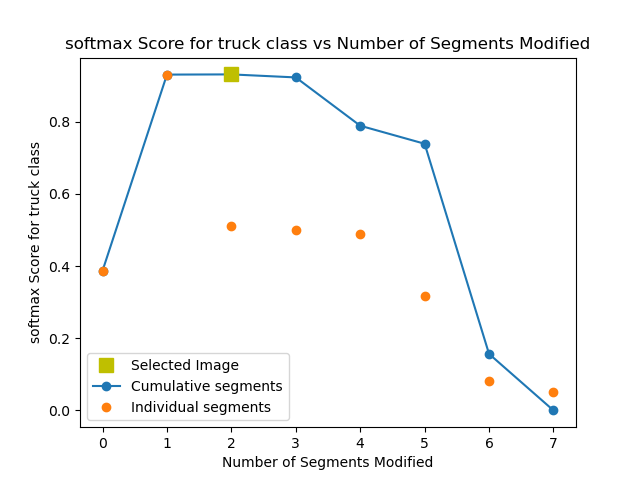 softmax Score for truck class vs Number of Segments Modified
softmax Score for truck class
0.8
0.6
0.4
0.2
0.0
Selected Image
Cumulative segments
Individual segments
0 1 2 3 4 5 6 7
Number of Segments Modified